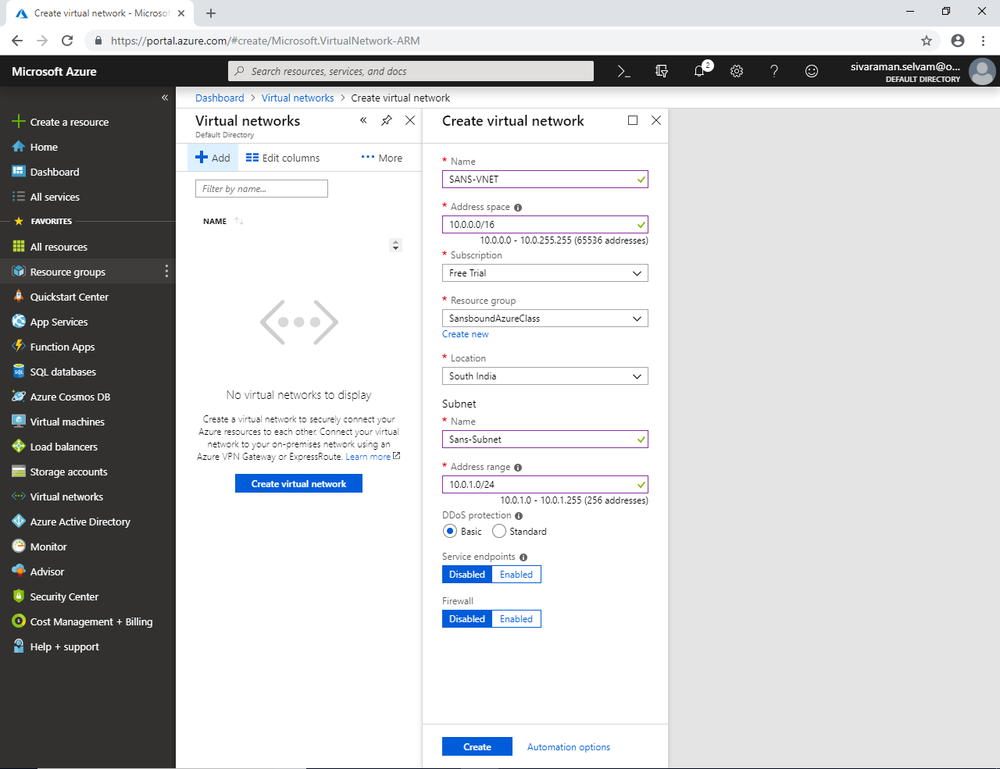 Create virtual network - Microsof
https://portal.azure.com/#create/Microsoft.VirtualNetwork-ARM
Microsoft Azure
Search resources, services, and docs
2
sivaraman.selvam@o...
DEFAULT DIRECTORY
Dashboard > Virtual networks > Create virtual network
Create a resource
Home
Dashboard
All services
FAVORITES
All resources
Resource groups
Quickstart Center
App Services
Function Apps
SQL databases
Azure Cosmos DB
Virtual machines
Load balancers
Storage accounts
Virtual networks
Azure Active Directory
Monitor
Advisor
Security Center
Cost Management + Billing
Help + support
Virtual networks
Default Directory
Add
Edit columns
More
Filter by name...
NAME
No virtual networks to display
Create a virtual network to securely connect your
Azure resources to each other. Connect your virtual
network to your on-premises network using an
Azure VPN Gateway or ExpressRoute. Learn more
Create virtual network
Create virtual network
* Name
SANS-VNET
* Address space
10.0.0.0/16
10.0.0.0 - 10.0.255.255 (65536 addresses)
* Subscription
Free Trial
* Resource group
SansboundAzureClass
Create new
* Location
South India
Subnet
* Name
Sans-Subnet
* Address range
10.0.1.0/24
10.0.1.0 - 10.0.1.255 (256 addresses)
DDoS protection
Basic Standard
Service endpoints
Disabled Enabled
Firewall
Disabled Enabled
Create Automation options